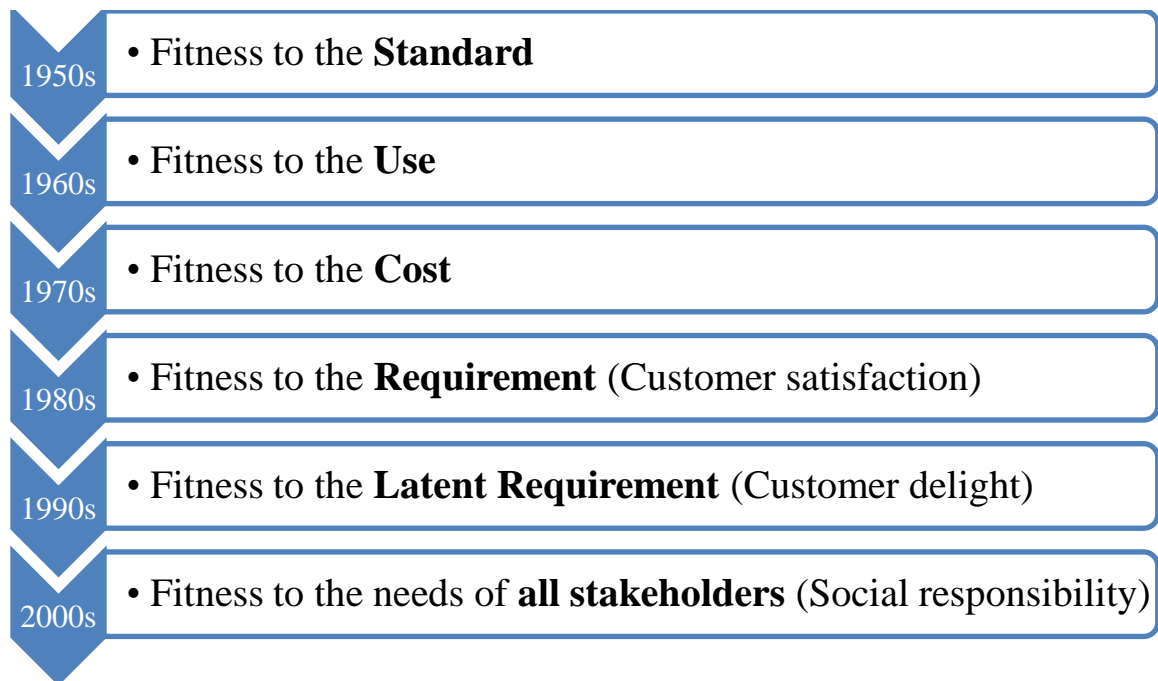 1950s
• Fitness to the Standard
1960s
• Fitness to the Use
1970s
• Fitness to the Cost
1980s
• Fitness to the Requirement (Customer satisfaction)
1990s
• Fitness to the Latent Requirement (Customer delight)
2000s
• Fitness to the needs of all stakeholders (Social responsibility)